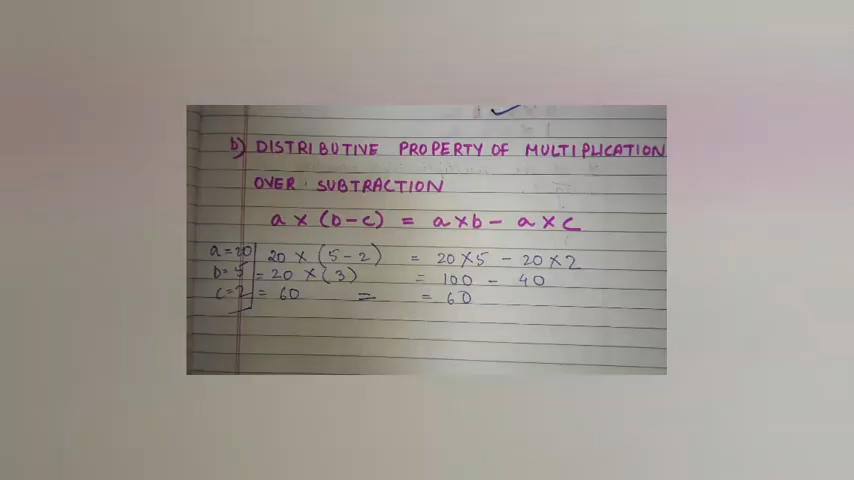 b) DISTRIBUTIVE PROPERTY OF MULTIPLICATION
OVER SUBTRACTION
a × (b - c) = a × b - a × c
a = 20 20 × (5 - 2) = 20 × 5 - 20 × 2
b = 5 = 20 × (3) = 100 - 40
c = 2 = 60 = = 60